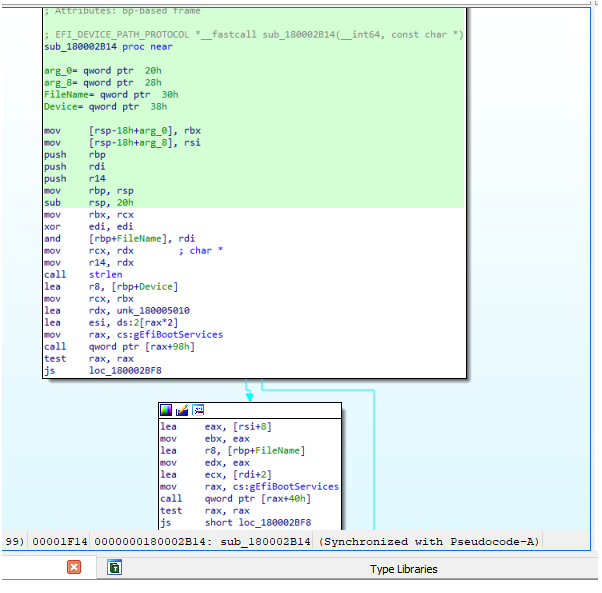 ; Attributes: bp-based frame
; EFI_DEVICE_PATH_PROTOCOL *__fastcall sub_180002B14(__int64, const char *)
sub_180002B14 proc near
arg_0= qword ptr  20h
arg_8= qword ptr  28h
FileName= qword ptr  30h
Device= qword ptr  38h
mov     [rsp-18h+arg_0], rbx
mov     [rsp-18h+arg_8], rsi
push    rbp
push    rdi
push    r14
mov     rbp, rsp
sub     rsp, 20h
mov     rbx, rcx
xor     edi, edi
and     [rbp+FileName], rdi
mov     rcx, rdx        ; char *
mov     r14, rdx
call    strlen
lea     r8, [rbp+Device]
mov     rcx, rbx
lea     rdx, unk_180005010
lea     esi, ds:2[rax*2]
mov     rax, cs:gEfiBootServices
call    qword ptr [rax+98h]
test    rax, rax
js      loc_180002BF8
lea     eax, [rsi+8]
mov     ebx, eax
lea     r8, [rbp+FileName]
mov     edx, eax
lea     ecx, [rdi+2]
mov     rax, cs:gEfiBootServices
call    qword ptr [rax+40h]
test    rax, rax
js      short loc_180002BF8
99) 00001F14 0000000180002B14: sub_180002B14 (Synchronized with Pseudocode-A)
Type Libraries